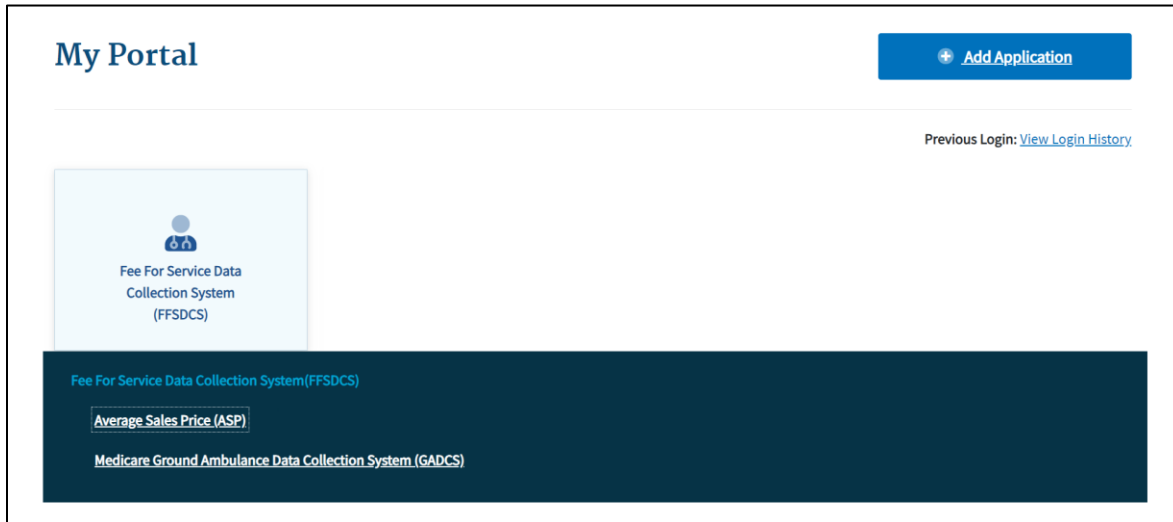 My Portal
Add Application
Previous Login: View Login History
Fee For Service Data
Collection System
(FFSDCS)
Fee For Service Data Collection System(FFSDCS)
Average Sales Price (ASP)
Medicare Ground Ambulance Data Collection System (GADCS)